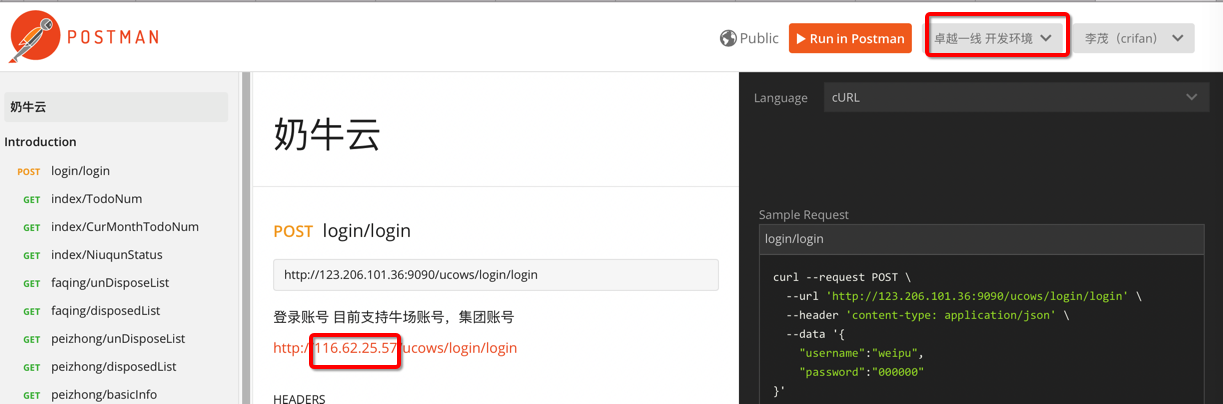 POSTMAN
Public
Run in Postman
卓越一线 开发环境
李茂（crifan）
奶牛云
Introduction
POST login/login
GET index/TodoNum
GET index/CurMonthTodoNum
GET index/NiuqunStatus
GET faqing/unDisposeList
GET faqing/disposedList
GET peizhong/unDisposeList
GET peizhong/disposedList
GET peizhong/basicInfo
奶牛云
POST login/login
http://123.206.101.36:9090/ucows/login/login
登录账号 目前支持牛场账号，集团账号
http://116.62.25.57/ucows/login/login
HEADERS
Language cURL
Sample Request
login/login
curl --request POST \
--url 'http://123.206.101.36:9090/ucows/login/login' \
--header 'content-type: application/json' \
--data '{
"username":"weipu",
"password":"000000"
}'